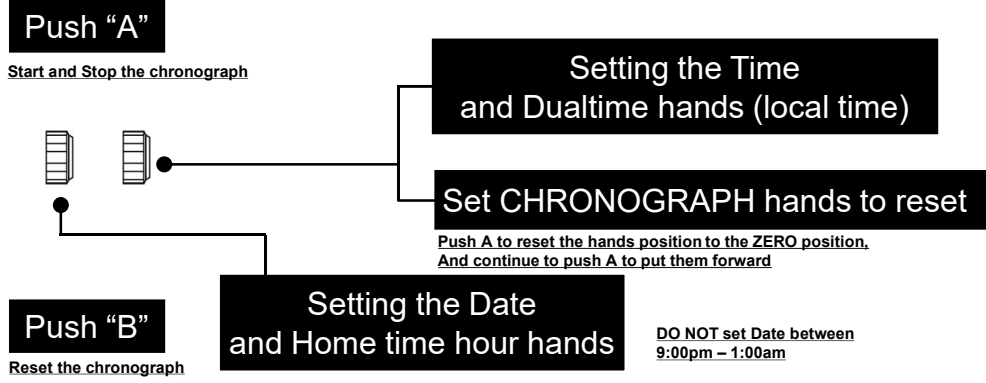 Push “A”
Start and Stop the chronograph
Setting the Time
and Dualtime hands (local time)
Set CHRONOGRAPH hands to reset
Push A to reset the hands position to the ZERO position,
And continue to push A to put them forward
Setting the Date
and Home time hour hands
Push “B”
Reset the chronograph
DO NOT set Date between
9:00pm – 1:00am